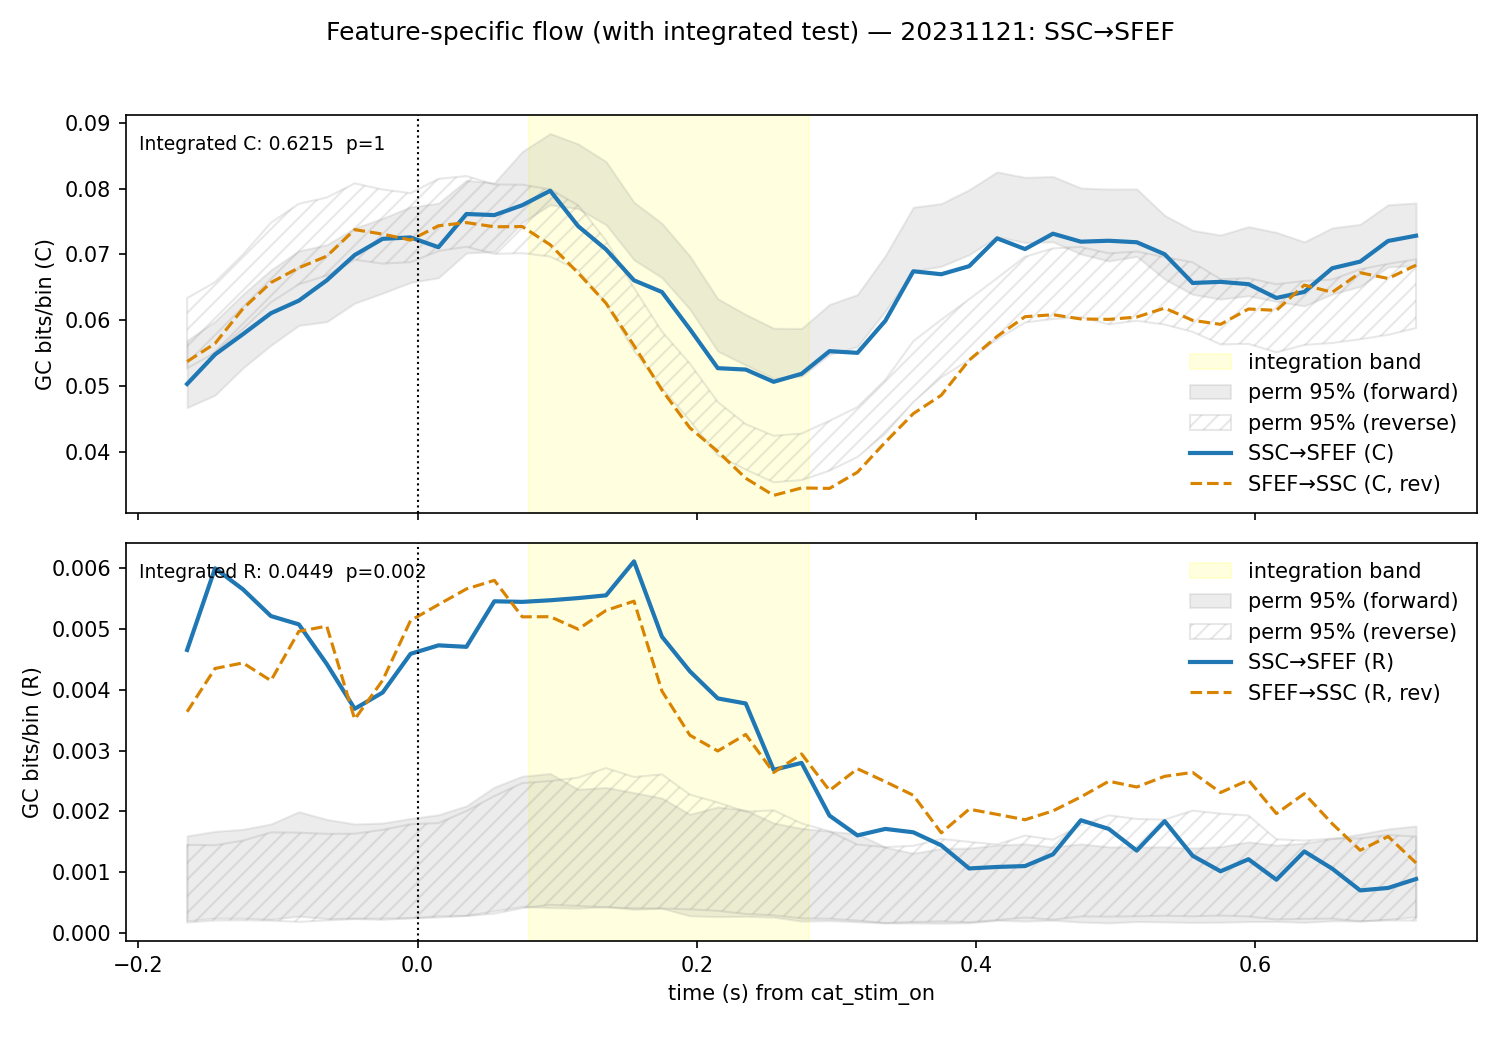 Feature-specific flow (with integrated test) — 20231121: SSC→SFEF
GC bits/bin (C)
0.09
0.08
0.07
0.06
0.05
0.04
Integrated C: 0.6215  p=1
integration band
perm 95% (forward)
perm 95% (reverse)
SSC→SFEF (C)
SFEF→SSC (C, rev)
GC bits/bin (R)
0.006
0.005
0.004
0.003
0.002
0.001
0.000
Integrated R: 0.0449  p=0.002
integration band
perm 95% (forward)
perm 95% (reverse)
SSC→SFEF (R)
SFEF→SSC (R, rev)
−0.2 0.0 0.2 0.4 0.6
time (s) from cat_stim_on